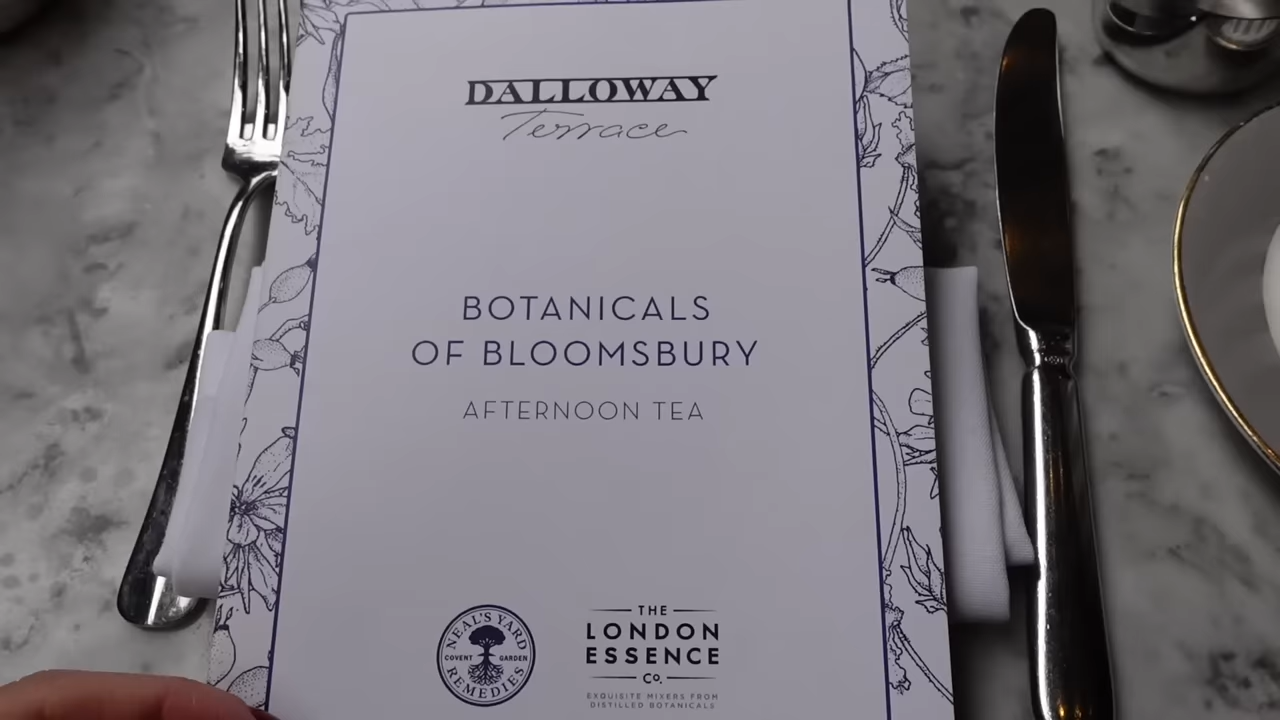 DALLOWAY
Terrace
BOTANICALS
OF BLOOMSBURY
AFTERNOON TEA
NEAL'S YARD
COVENT GARDEN
REMEDIES
THE
LONDON
ESSENCE
Co.
EXQUISITE MIXERS FROM
DISTILLED BOTANICALS